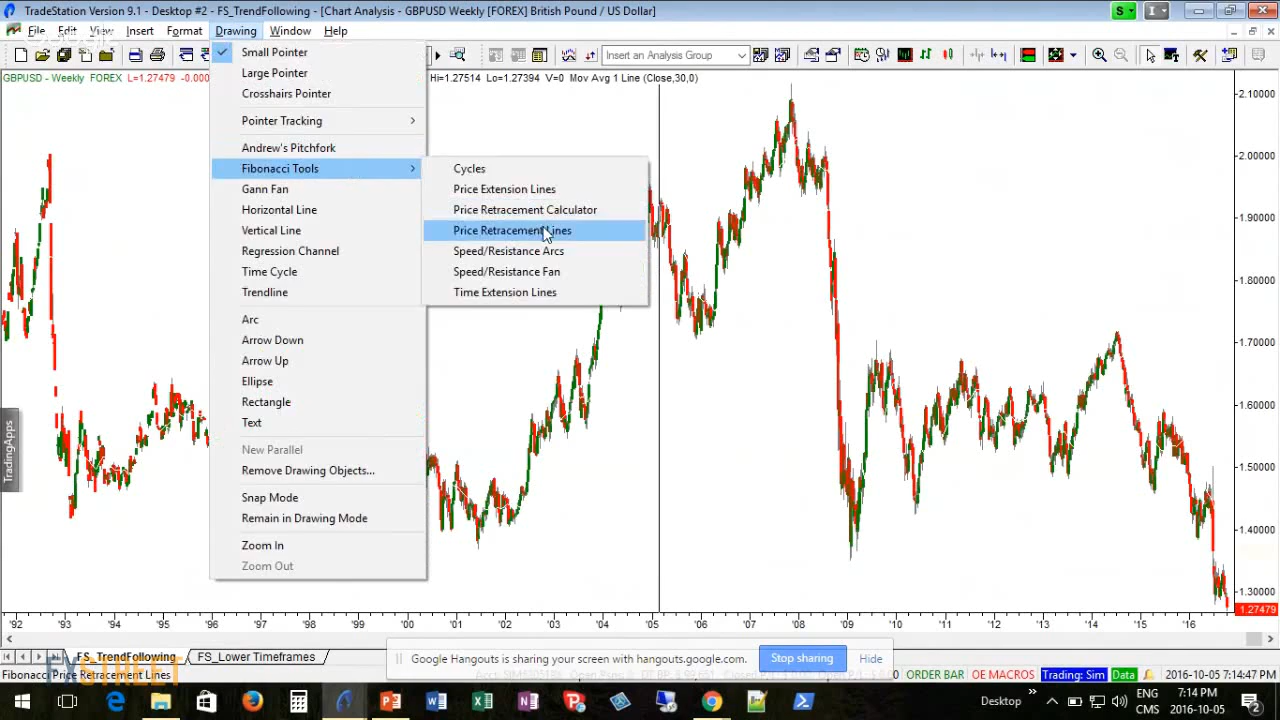 TradeStation Version 9.1 - Desktop #2 - FS_TrendFollowing - [Chart Analysis - GBPUSD Weekly [FOREX] British Pound / US Dollar]
S
I
File Edit View Insert Format Drawing Window Help
Insert an Analysis Group
GBPUSD - Weekly FOREX L=1.27479 -0.000
Hi=1.27514 Lo=1.27394 V=0 Mov Avg 1 Line (Close,30,0)
Small Pointer
Large Pointer
Crosshairs Pointer
Pointer Tracking
Andrew's Pitchfork
Fibonacci Tools
Gann Fan
Horizontal Line
Vertical Line
Regression Channel
Time Cycle
Trendline
Arc
Arrow Down
Arrow Up
Ellipse
Rectangle
Text
New Parallel
Remove Drawing Objects...
Snap Mode
Remain in Drawing Mode
Zoom In
Zoom Out
Cycles
Price Extension Lines
Price Retracement Calculator
Price Retracement Lines
Speed/Resistance Arcs
Speed/Resistance Fan
Time Extension Lines
2.10000
2.00000
1.90000
1.80000
1.70000
1.60000
1.50000
1.40000
1.30000
1.27479
TradingApps
'92 '93 '94 '95 '96 '97 '98 '99 '00 '01 '02 '03 '04 '05 '06 '07 '08 '09 '10 '11 '12 '13 '14 '15 '16
FS_TrendFollowing FS_Lower Timeframes
FXSTREET
Google Hangouts is sharing your screen with hangouts.google.com. Stop sharing Hide
Fibonacci Price Retracement Lines
ORDER BAR OE MACROS Trading: Sim Data 2016-10-05 7:14:47 PM
Desktop
ENG
CMS
7:14 PM
2016-10-05
2